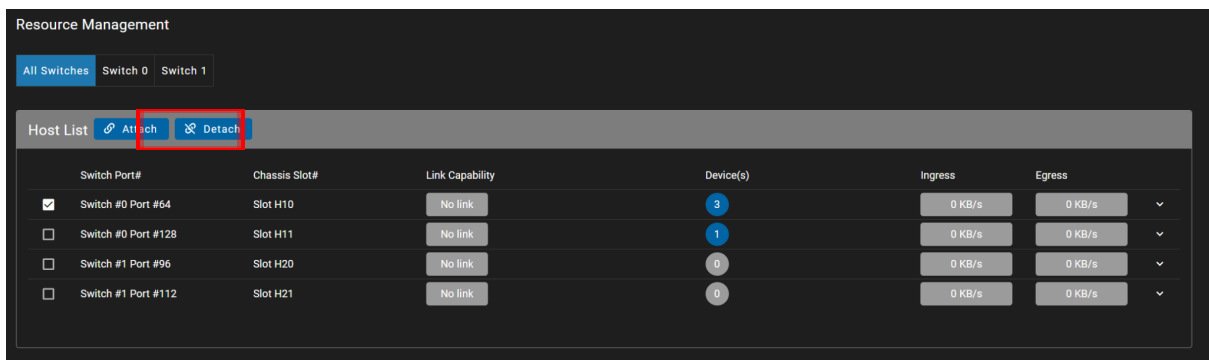 Resource Management
All Switches Switch 0 Switch 1
Host List Attach Detach
Switch Port# Chassis Slot# Link Capability Device(s) Ingress Egress
Switch #0 Port #64 Slot H10 No link 3 0 KB/s 0 KB/s
Switch #0 Port #128 Slot H11 No link 1 0 KB/s 0 KB/s
Switch #1 Port #96 Slot H20 No link 0 0 KB/s 0 KB/s
Switch #1 Port #112 Slot H21 No link 0 0 KB/s 0 KB/s